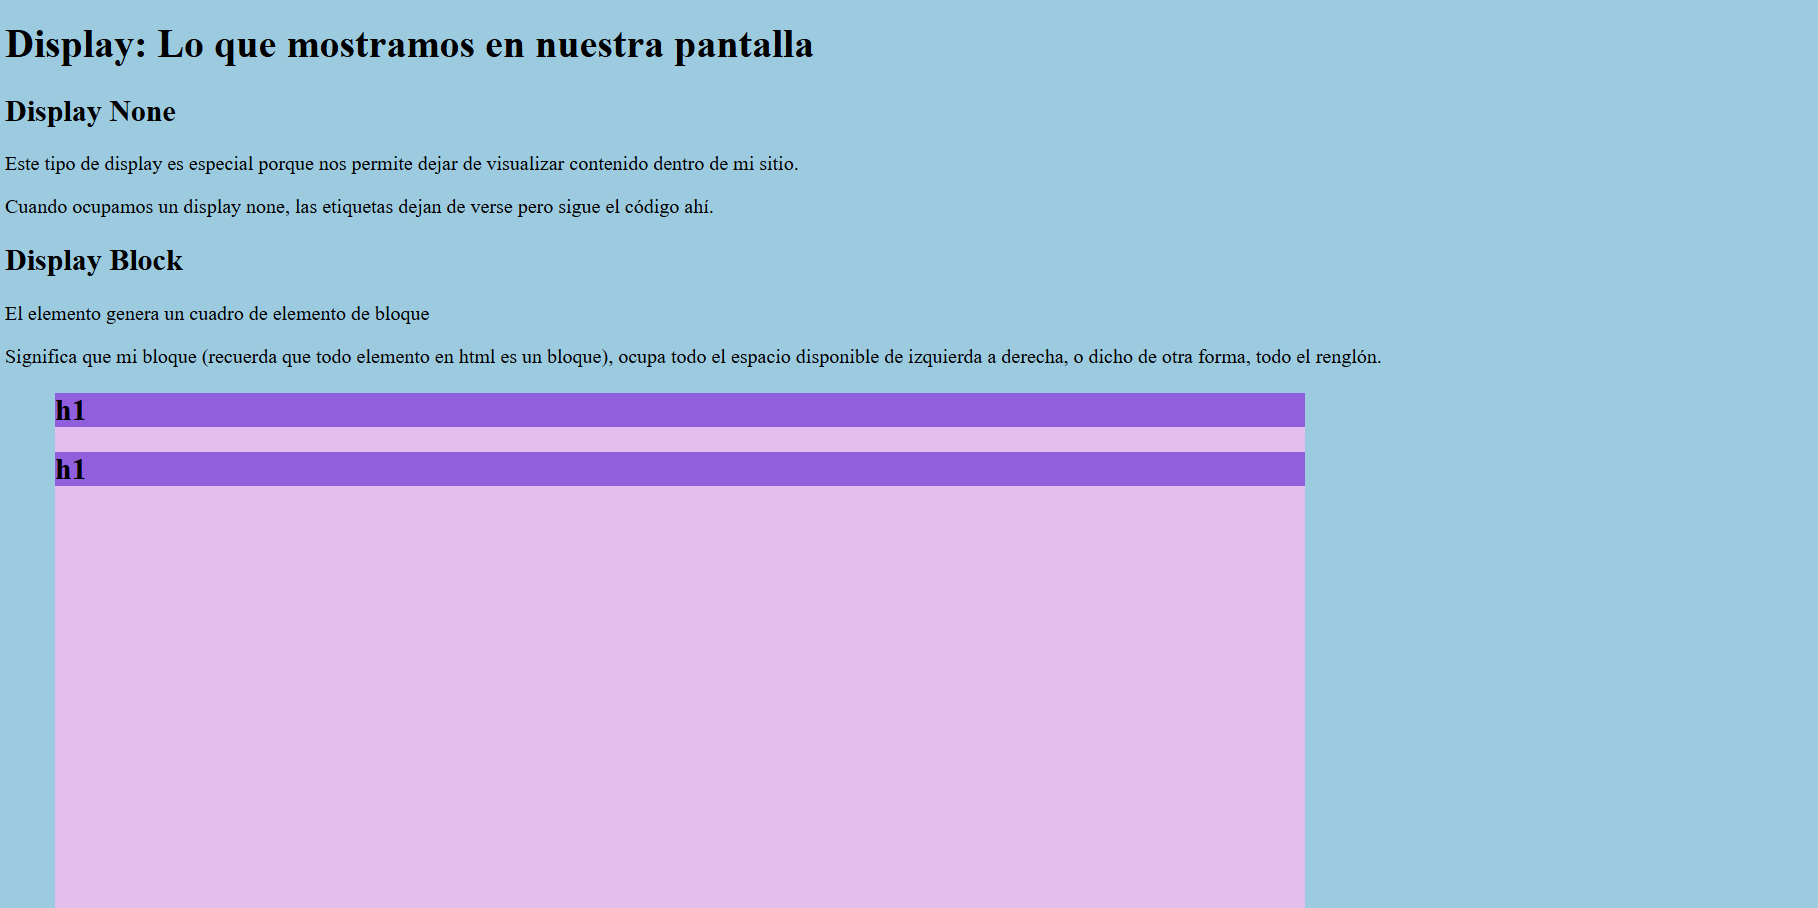 Display: Lo que mostramos en nuestra pantalla
Display None
Este tipo de display es especial porque nos permite dejar de visualizar contenido dentro de mi sitio.
Cuando ocupamos un display none, las etiquetas dejan de verse pero sigue el código ahí.
Display Block
El elemento genera un cuadro de elemento de bloque
Significa que mi bloque (recuerda que todo elemento en html es un bloque), ocupa todo el espacio disponible de izquierda a derecha, o dicho de otra forma, todo el renglón.
h1
h1